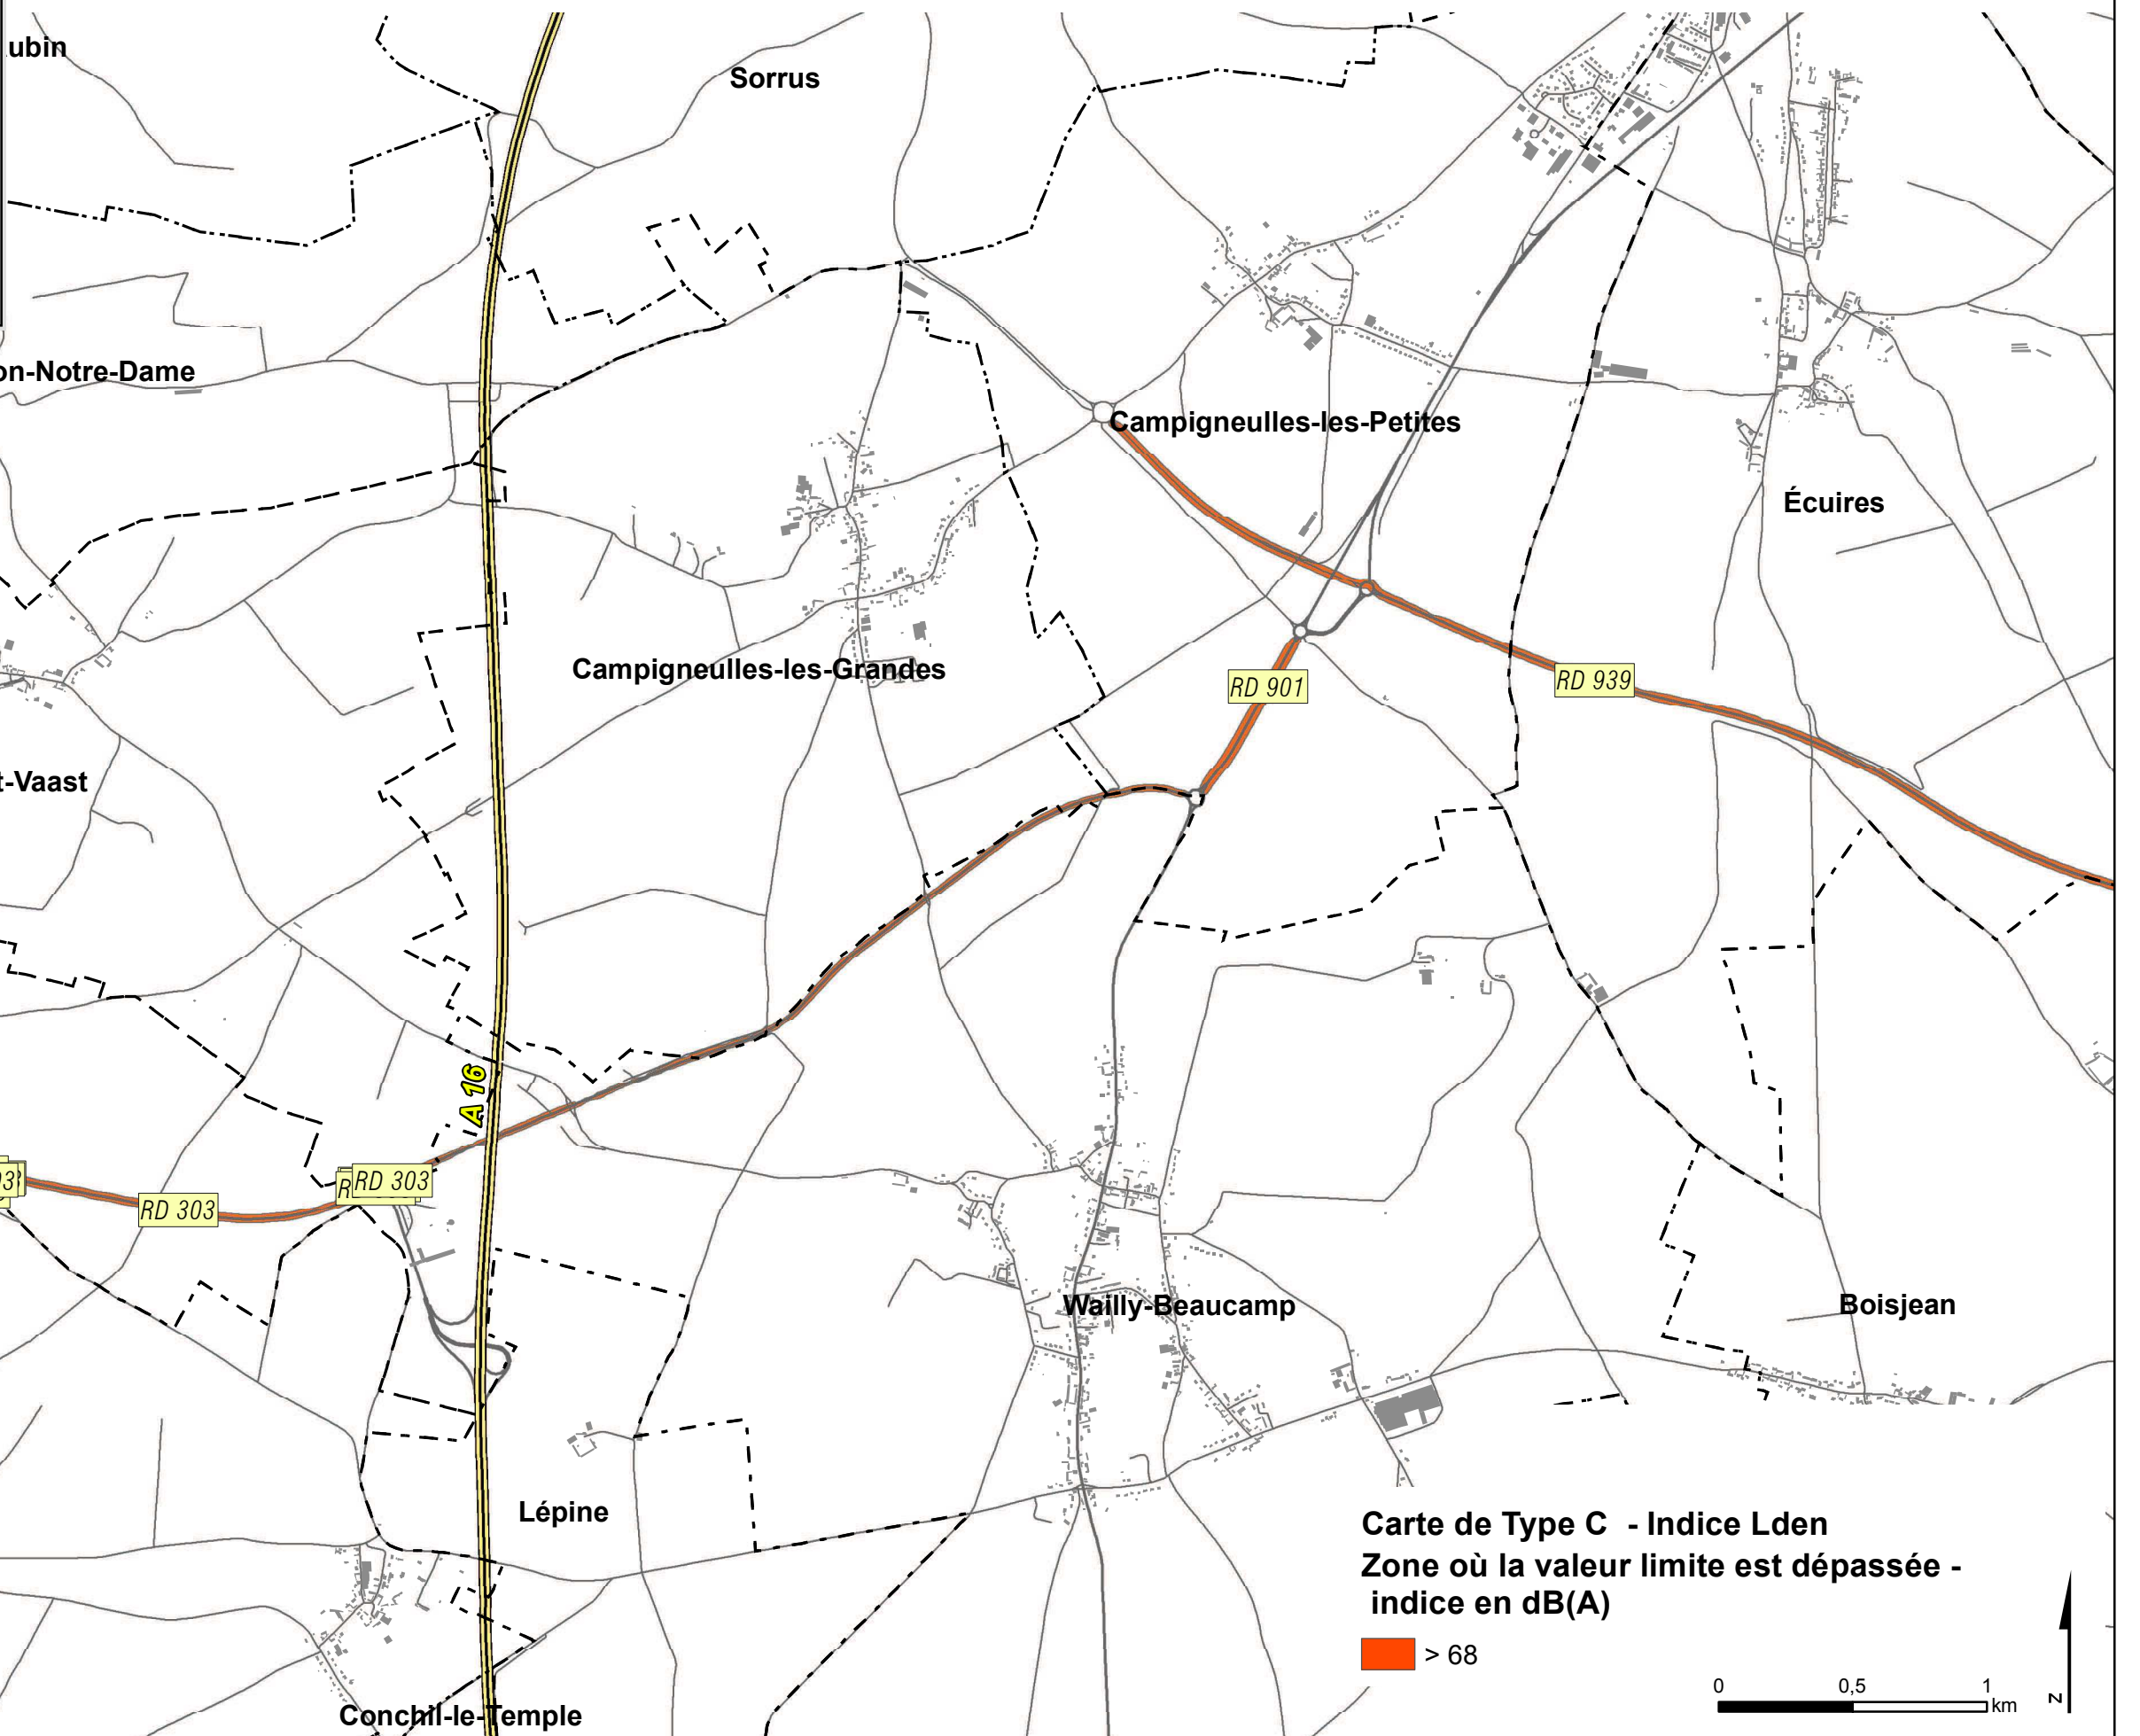 ubin
Sorrus
on-Notre-Dame
Campigneulles-les-Petites
Écuires
Campigneulles-les-Grandes
RD 901
RD 939
t-Vaast
A 16
RD 303
RD 303
Wailly-Beaucamp
Boisjean
Lépine
Conchil-le-Temple
Carte de Type C - Indice Lden
Zone où la valeur limite est dépassée -
indice en dB(A)
> 68
0 0,5 1
km
N